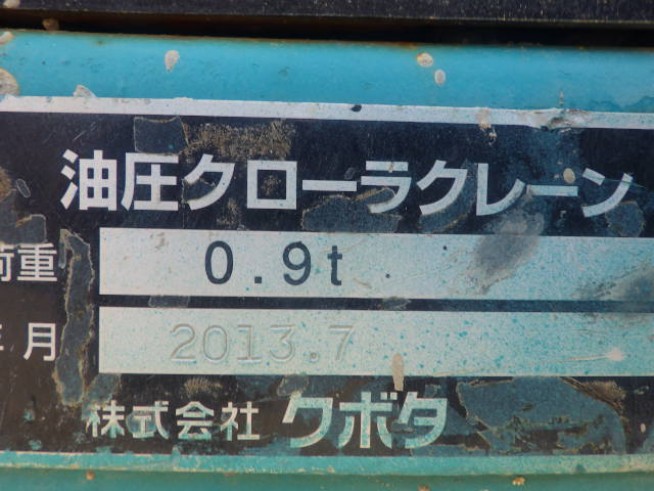 油圧クローラクレーン
荷重 0.9t
年月 2013.7
株式会社 クボタ